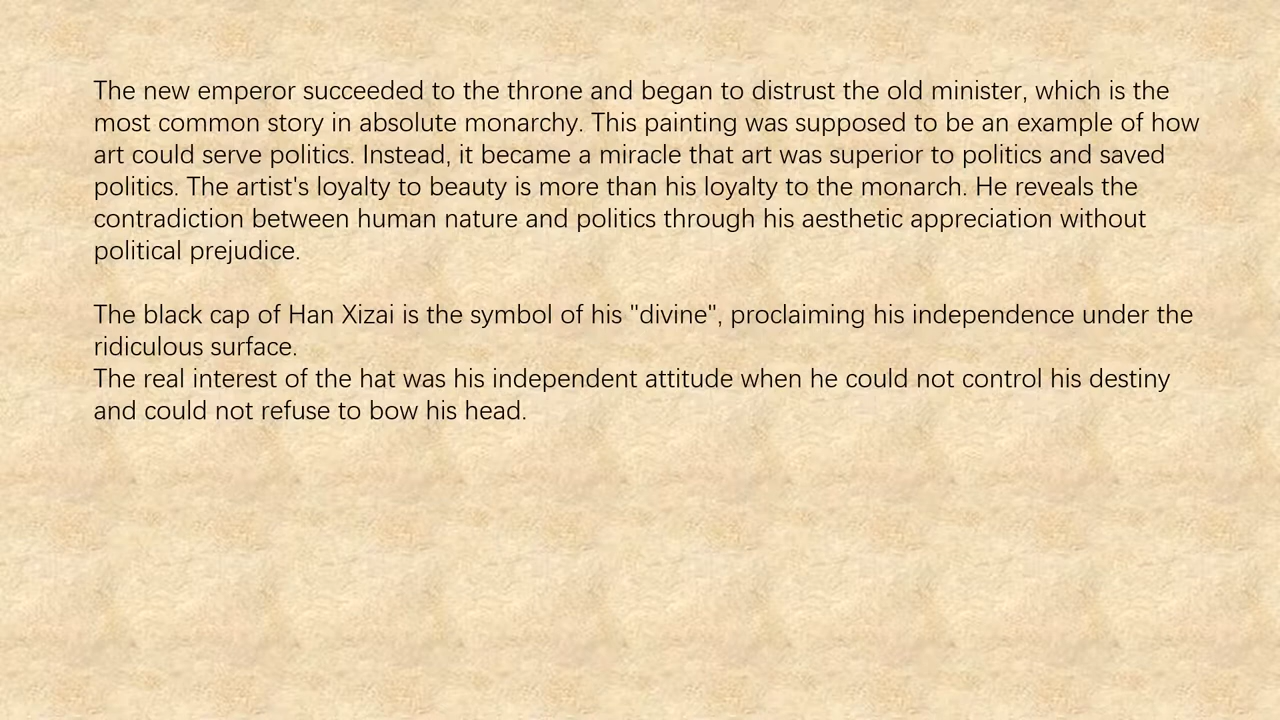 The new emperor succeeded to the throne and began to distrust the old minister, which is the
most common story in absolute monarchy. This painting was supposed to be an example of how
art could serve politics. Instead, it became a miracle that art was superior to politics and saved
politics. The artist's loyalty to beauty is more than his loyalty to the monarch. He reveals the
contradiction between human nature and politics through his aesthetic appreciation without
political prejudice.
The black cap of Han Xizai is the symbol of his "divine", proclaiming his independence under the
ridiculous surface.
The real interest of the hat was his independent attitude when he could not control his destiny
and could not refuse to bow his head.